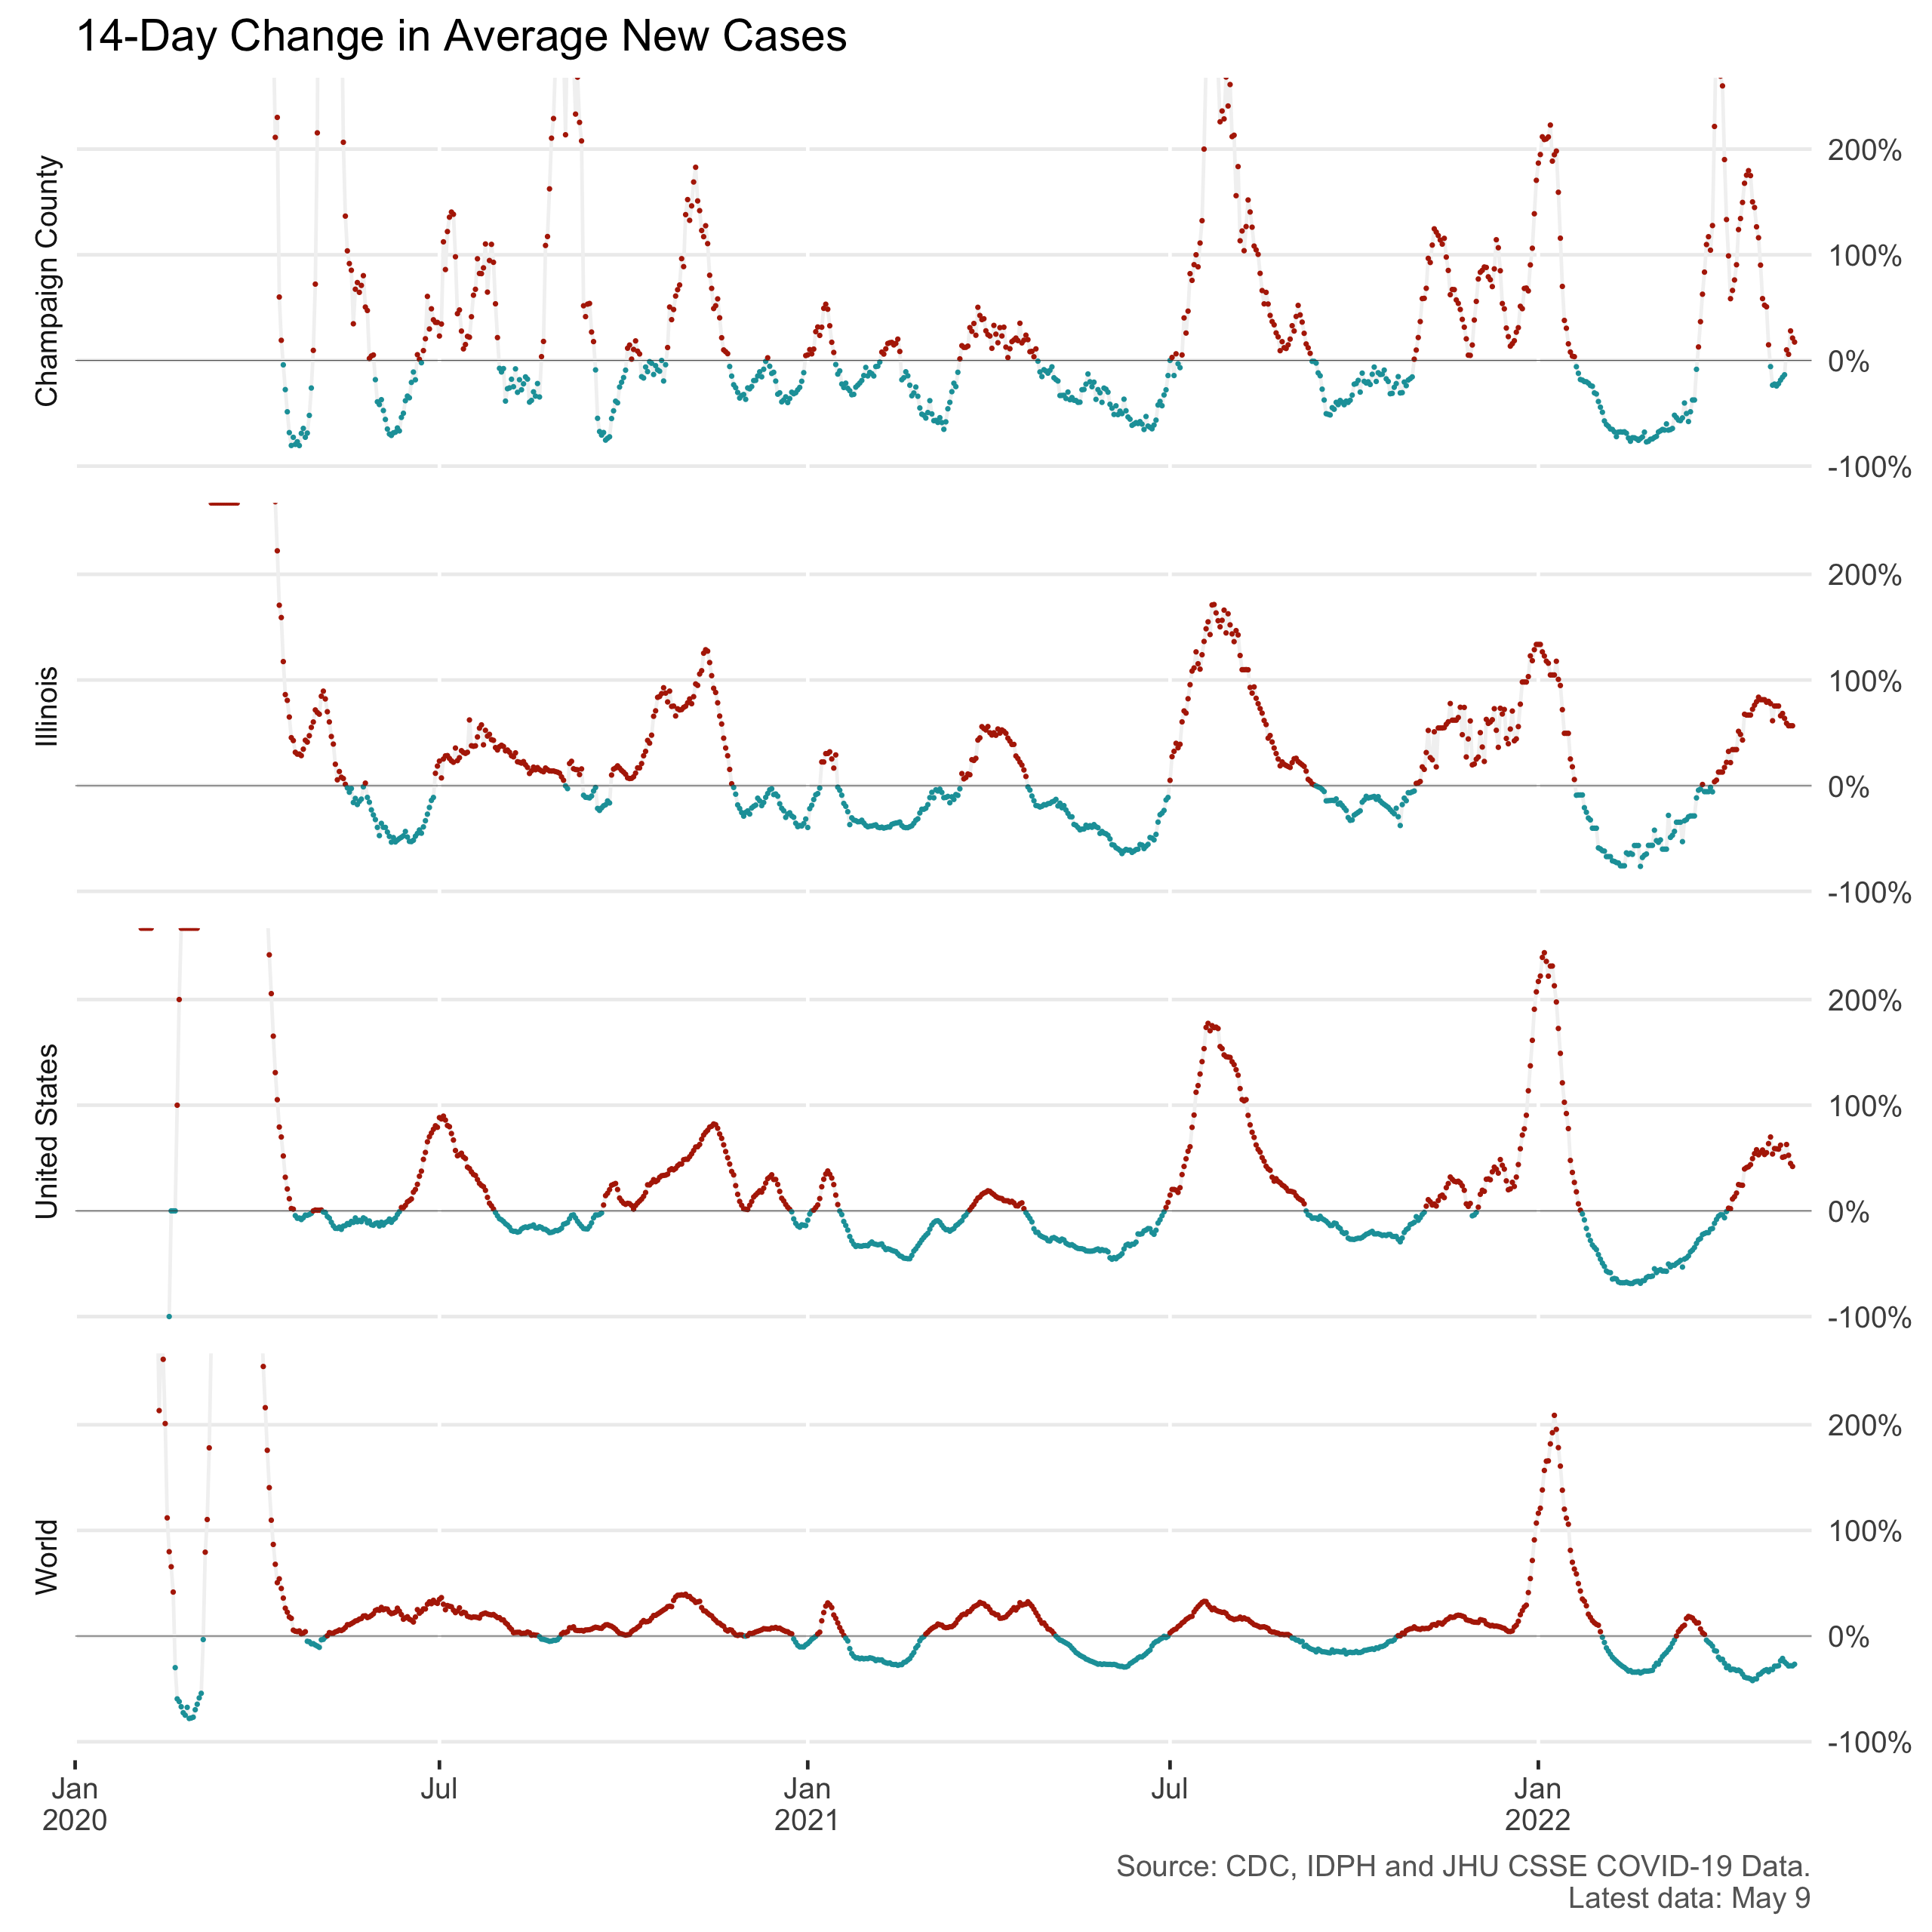 14-Day Change in Average New Cases
Champaign County
200%
100%
0%
-100%
Illinois
200%
100%
0%
-100%
United States
200%
100%
0%
-100%
World
200%
100%
0%
-100%
Jan
2020
Jul
Jan
2021
Jul
Jan
2022
Source: CDC, IDPH and JHU CSSE COVID-19 Data.
Latest data: May 9